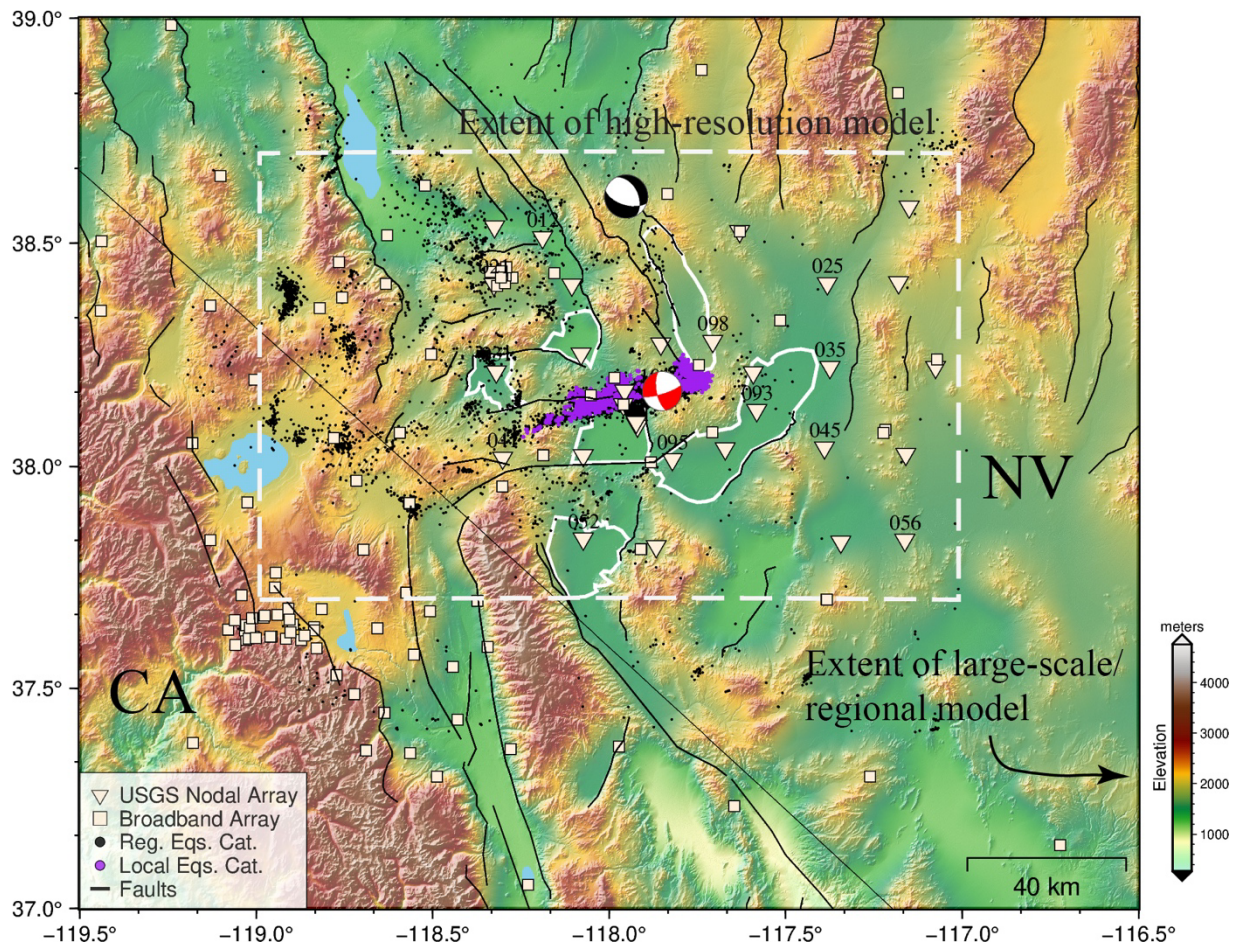 39.0°
Extent of high-resolution model
012
38.5°
025
098
035
093
38.0°
095
045
NV
052
056
37.5°
CA
Extent of large-scale/
regional model
meters
4000
3000
2000
1000
Elevation
USGS Nodal Array
Broadband Array
Reg. Eqs. Cat.
Local Eqs. Cat.
Faults
40 km
37.0°
−119.5°
−119.0°
−118.5°
−118.0°
−117.5°
−117.0°
−116.5°